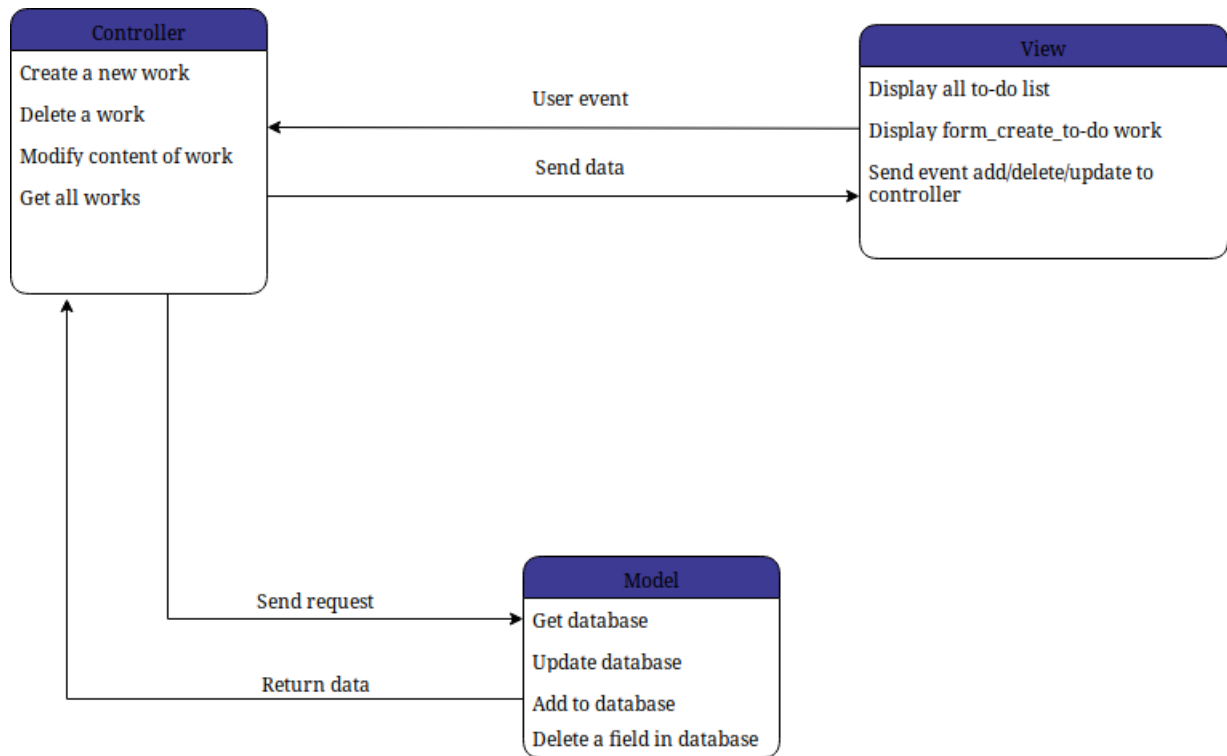 Controller
Create a new work
Delete a work
Modify content of work
Get all works
User event
Send data
View
Display all to-do list
Display form_create_to-do work
Send event add/delete/update to
controller
Send request
Return data
Model
Get database
Update database
Add to database
Delete a field in database